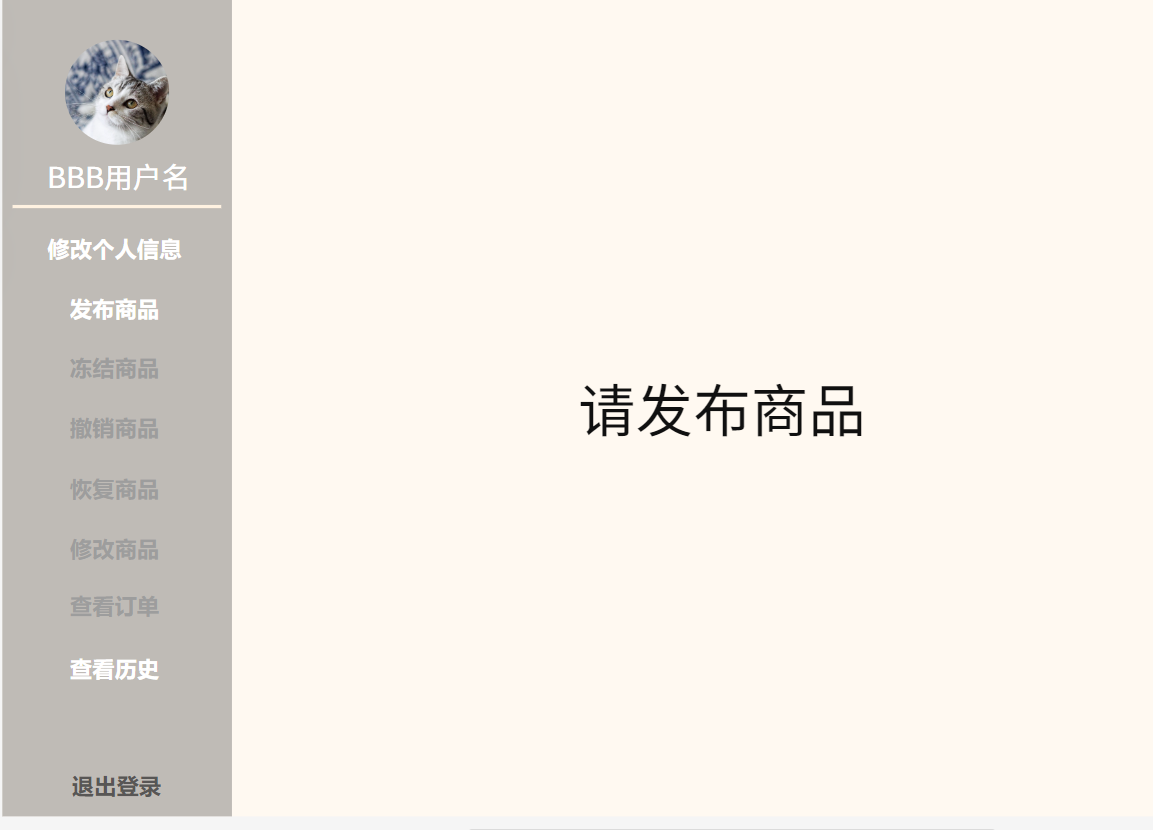 BBB用户名
修改个人信息
发布商品
冻结商品
撤销商品
恢复商品
修改商品
查看订单
查看历史
退出登录
请发布商品